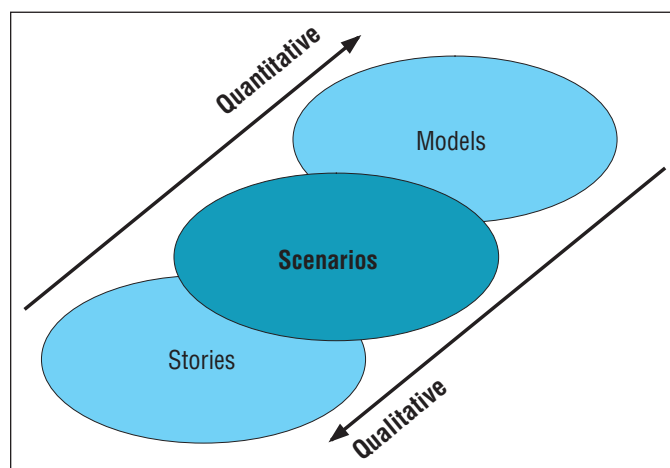 Quantitative
Models
Scenarios
Stories
Qualitative